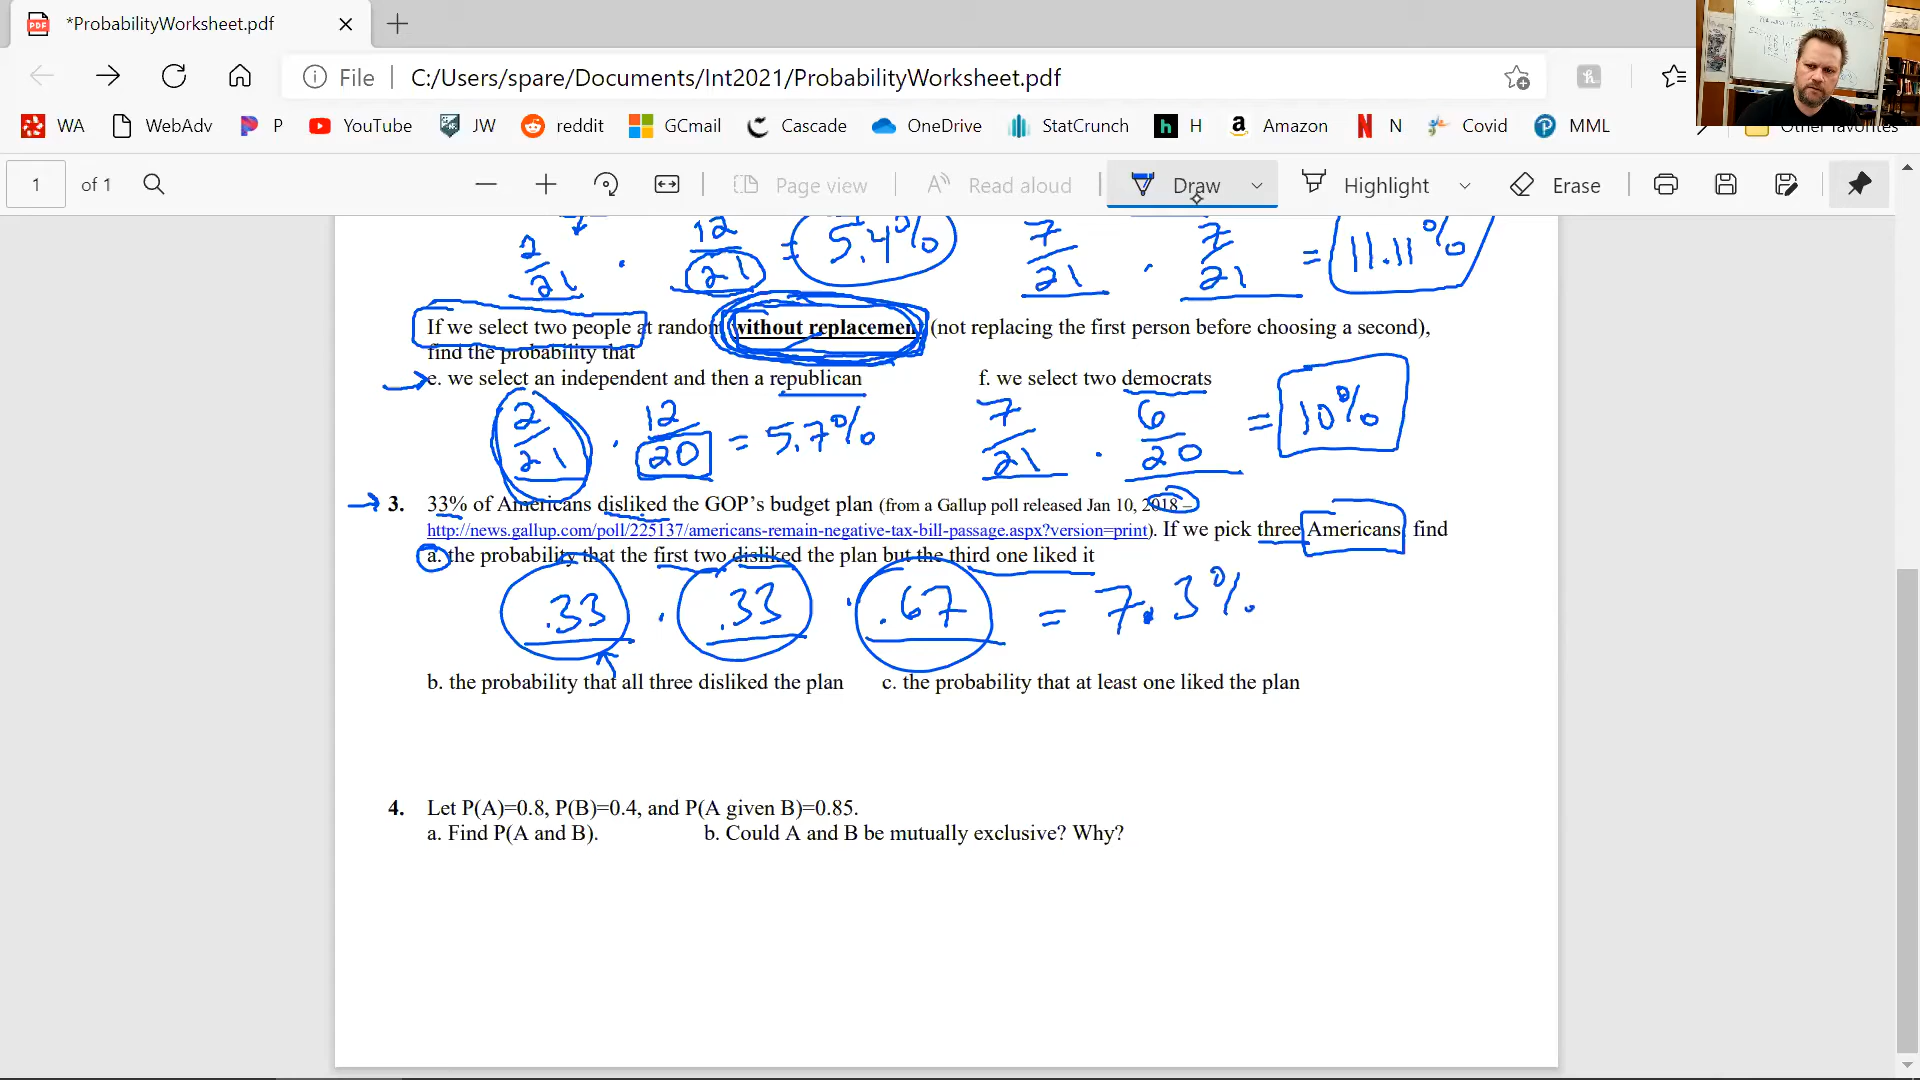 *ProbabilityWorksheet.pdf
File C:/Users/spare/Documents/Int2021/ProbabilityWorksheet.pdf
WA WebAdv P YouTube JW reddit GCmail Cascade OneDrive StatCrunch H Amazon N Covid MML Other favorites
1 of 1 Page view Read aloud Draw Highlight Erase
2/21 · 12/21 = 5.4% 7/21 · 7/21 = 11.11%
If we select two people at random without replacement (not replacing the first person before choosing a second),
find the probability that
e. we select an independent and then a republican f. we select two democrats
2/21 · 12/20 = 5.7% 7/21 · 6/20 = 10%
3. 33% of Americans disliked the GOP's budget plan (from a Gallup poll released Jan 10, 2018 –
http://news.gallup.com/poll/225137/americans-remain-negative-tax-bill-passage.aspx?version=print). If we pick three Americans, find
a. the probability that the first two disliked the plan but the third one liked it
.33 · .33 · .67 = 7.3%
b. the probability that all three disliked the plan c. the probability that at least one liked the plan
4. Let P(A)=0.8, P(B)=0.4, and P(A given B)=0.85.
a. Find P(A and B). b. Could A and B be mutually exclusive? Why?